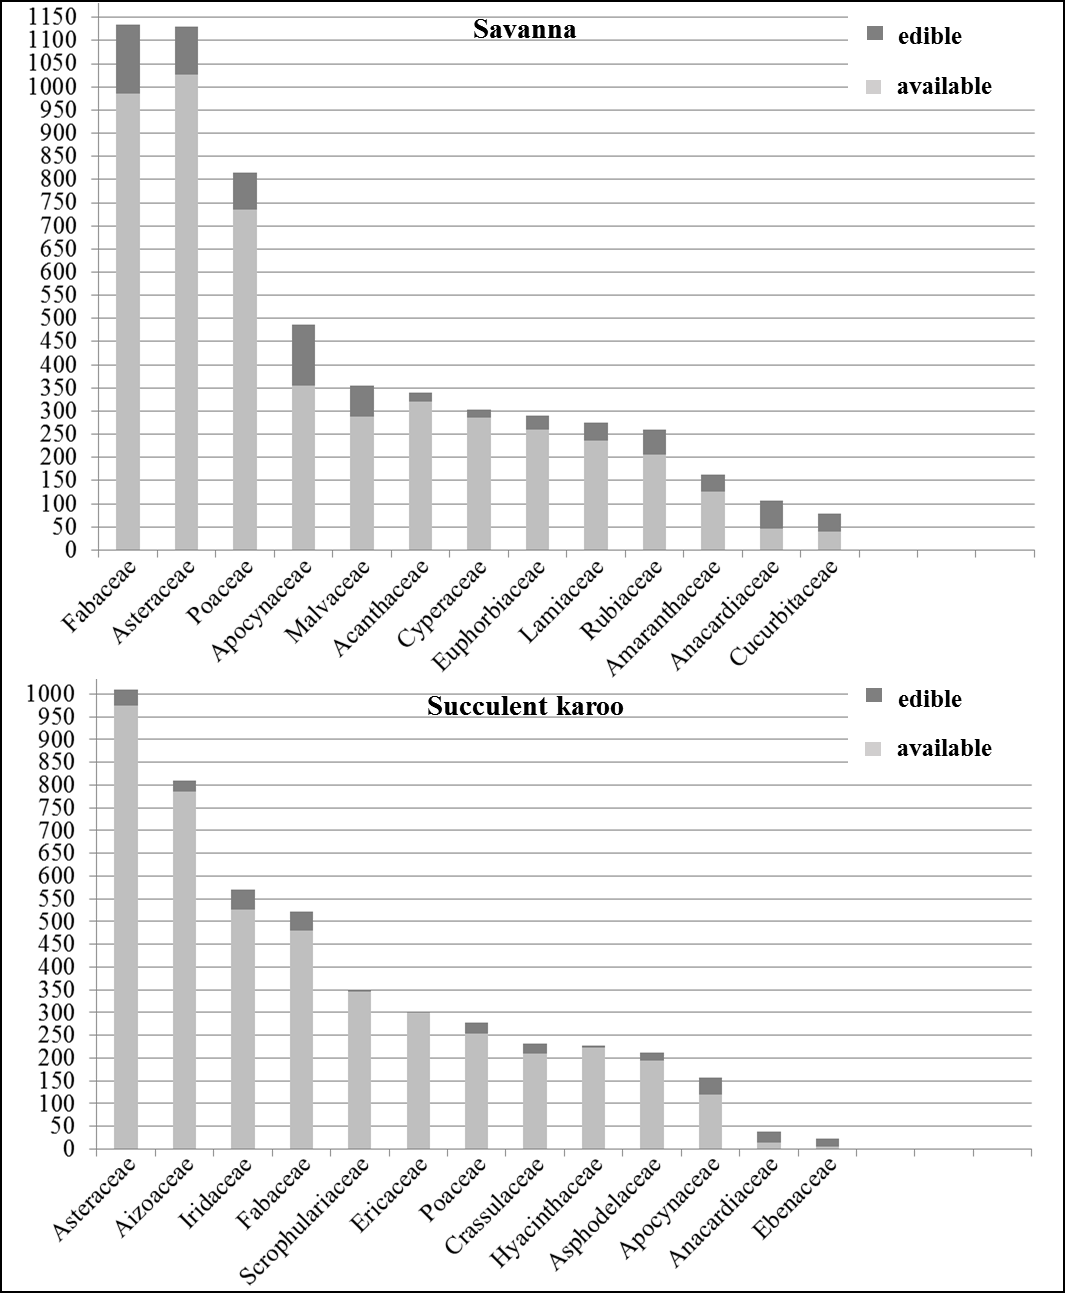 Savanna
edible
available
1150
1100
1050
1000
950
900
850
800
750
700
650
600
550
500
450
400
350
300
250
200
150
100
50
0
Fabaceae
Asteraceae
Poaceae
Apocynaceae
Malvaceae
Acanthaceae
Cyperaceae
Euphorbiaceae
Lamiaceae
Rubiaceae
Amaranthaceae
Anacardiaceae
Cucurbitaceae
Succulent karoo
edible
available
1000
950
900
850
800
750
700
650
600
550
500
450
400
350
300
250
200
150
100
50
0
Asteraceae
Aizoaceae
Iridaceae
Fabaceae
Scrophulariaceae
Ericaceae
Poaceae
Crassulaceae
Hyacinthaceae
Asphodelaceae
Apocynaceae
Anacardiaceae
Ebenaceae